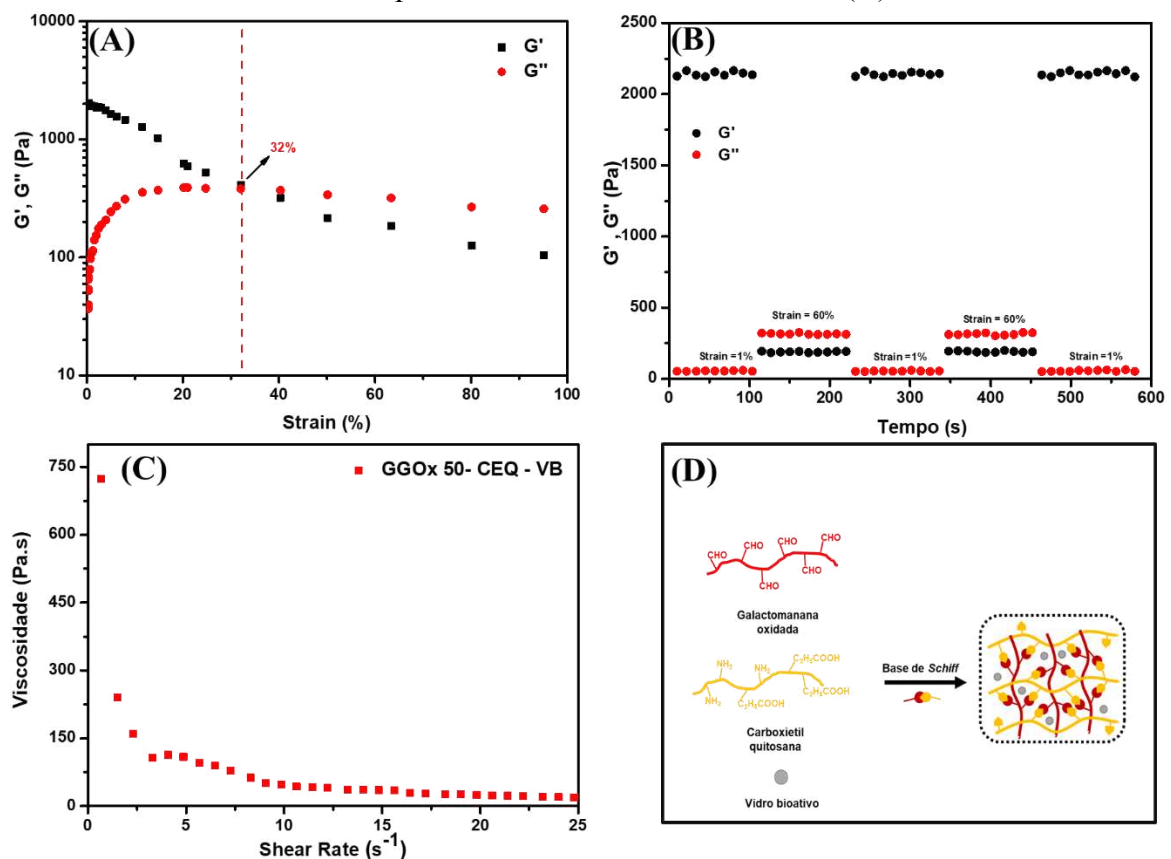 (A)
G'
G"
10000
1000
100
10
G', G" (Pa)
32%
0
20
40
60
80
100
Strain (%)
(B)
2500
2000
1500
1000
500
0
G' , G" (Pa)
G'
G"
Strain =1%
Strain = 60%
Strain =1%
Strain = 60%
Strain =1%
0
100
200
300
400
500
600
Tempo (s)
(C)
GGOx 50- CEQ - VB
750
600
450
300
150
0
Viscosidade (Pa.s)
0
5
10
15
20
25
Shear Rate (s⁻¹)
(D)
CHO
CHO
CHO
CHO
CHO
CHO
Galactomanana
oxidada
NH₂
NH₂
C₂H₅COOH
NH₂
C₂H₅COOH
C₂H₅COOH
Carboxietil
quitosana
Vidro bioativo
Base de Schiff